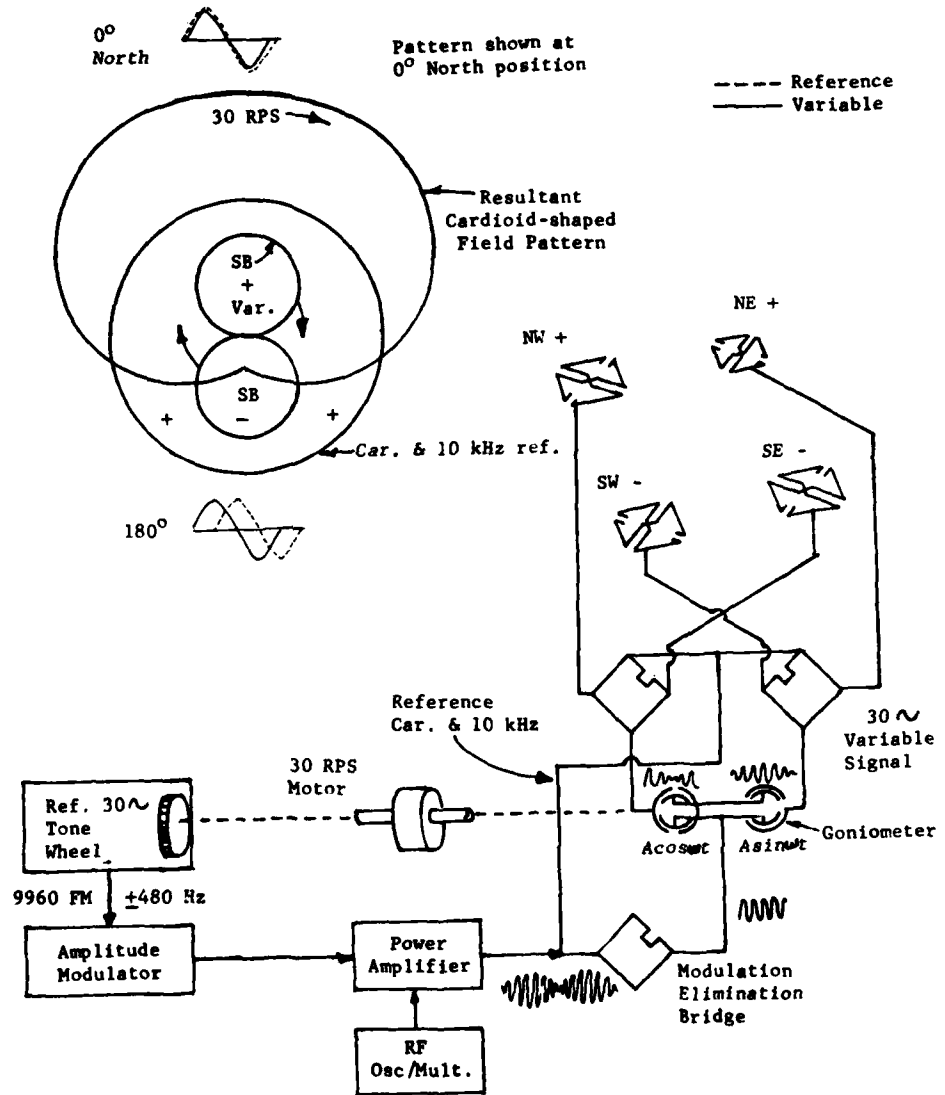 0° North
Pattern shown at
0° North position
Reference
Variable
30 RPS
Resultant
Cardioid-shaped
Field Pattern
SB
+
Var.
SB
+ - +
Car. & 10 kHz ref.
180°
NW +
NE +
SW -
SE -
Reference
Car. & 10 kHz
30 ∿
Variable
Signal
30 RPS
Motor
Ref. 30∿
Tone
Wheel
Goniometer
Acoswt
Asinwt
9960 FM ±480 Hz
Amplitude
Modulator
Power
Amplifier
Modulation
Elimination
Bridge
RF
Osc/Mult.